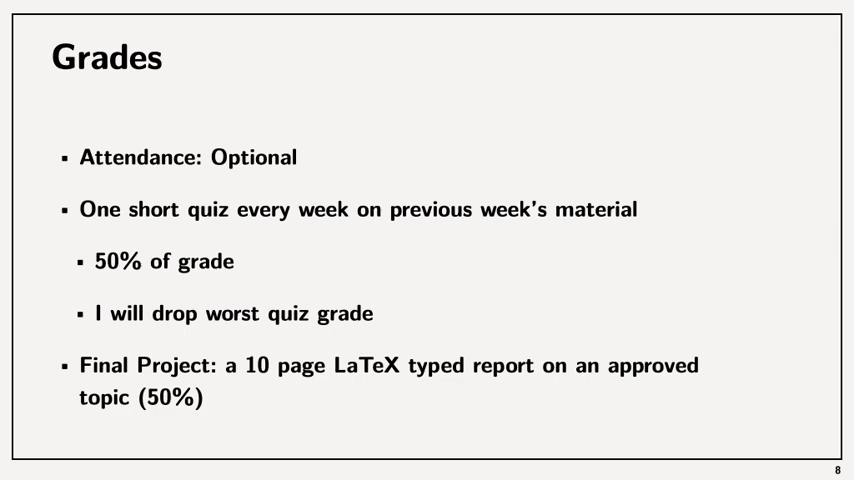 Grades
▪ Attendance: Optional
▪ One short quiz every week on previous week's material
▪ 50% of grade
▪ I will drop worst quiz grade
▪ Final Project: a 10 page LaTeX typed report on an approved
topic (50%)
8